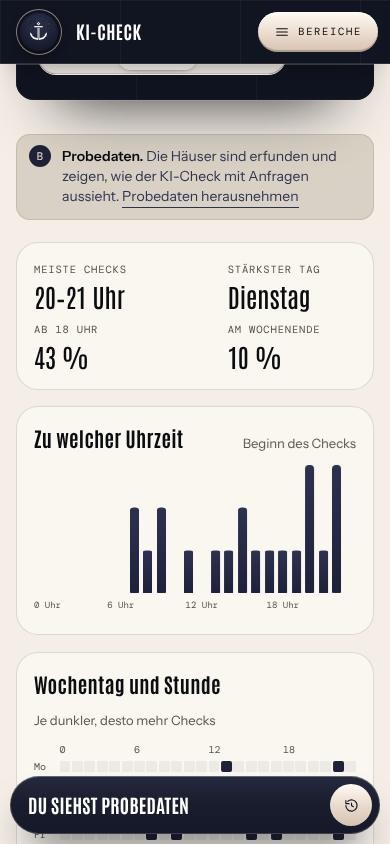 KI-CHECK
BEREICHE
B
Probedaten. Die Häuser sind erfunden und
zeigen, wie der KI-Check mit Anfragen
aussieht. Probedaten herausnehmen
MEISTE CHECKS
STÄRKSTER TAG
20–21 Uhr
Dienstag
AB 18 UHR
AM WOCHENENDE
43 %
10 %
Zu welcher Uhrzeit
Beginn des Checks
0 Uhr
6 Uhr
12 Uhr
18 Uhr
Wochentag und Stunde
Je dunkler, desto mehr Checks
0
6
12
18
Mo
DU SIEHST PROBEDATEN
Fr